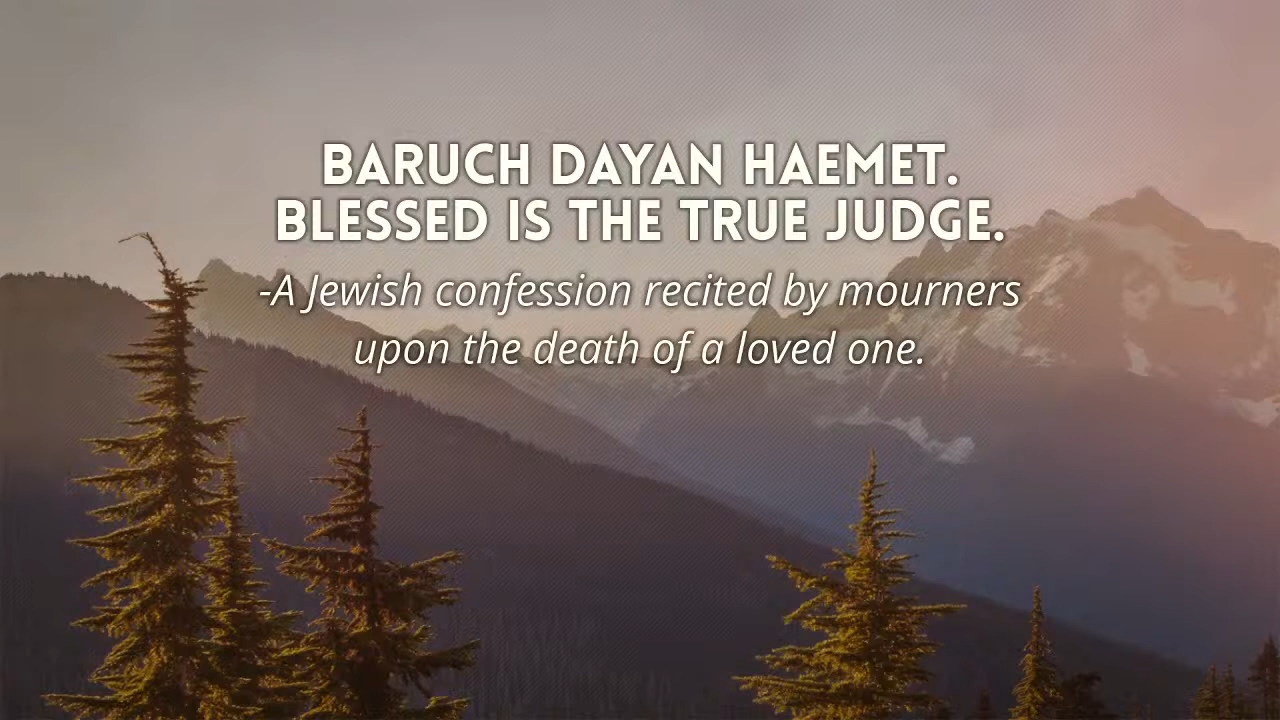 BARUCH DAYAN HAEMET.
BLESSED IS THE TRUE JUDGE.
-A Jewish confession recited by mourners
upon the death of a loved one.